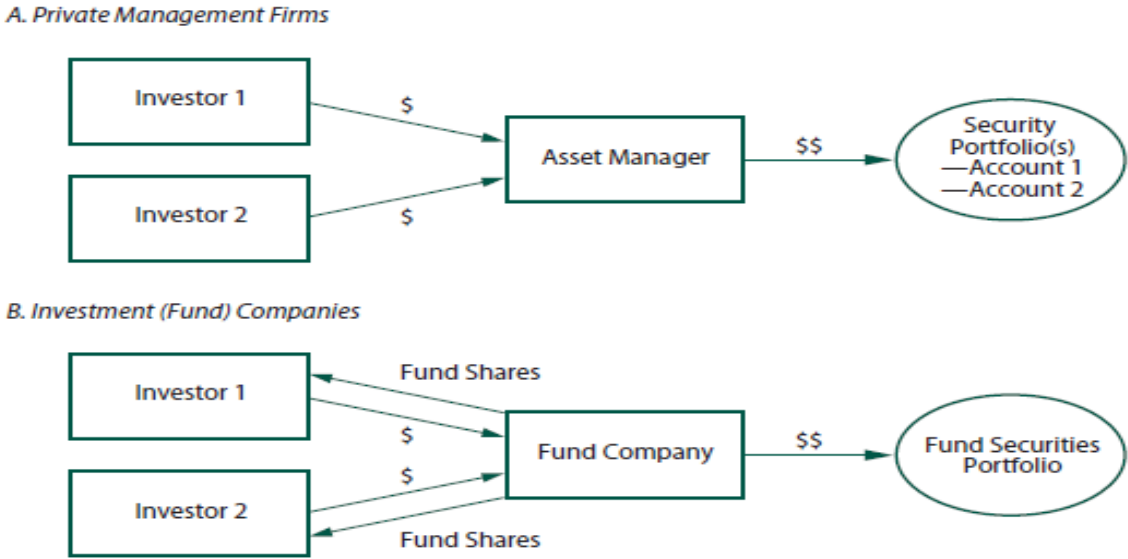 A. Private Management Firms
Investor 1
$
Asset Manager
$$
Security
Portfolio(s)
—Account 1
—Account 2
Investor 2
$
B. Investment (Fund) Companies
Investor 1
Fund Shares
$
Fund Company
$$
Fund Securities
Portfolio
$
Investor 2
Fund Shares